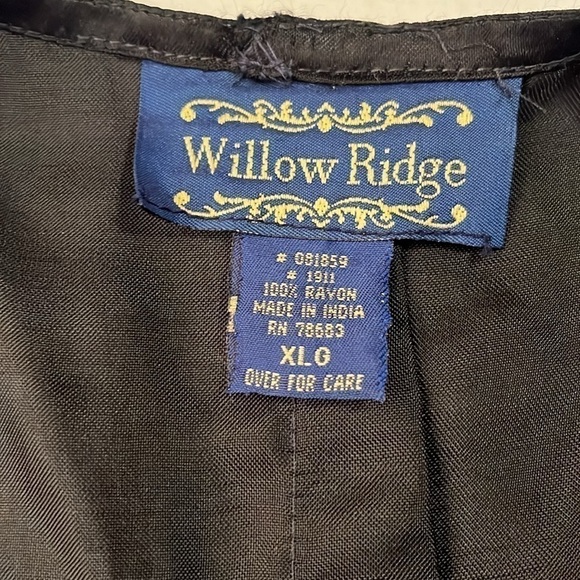 Willow Ridge
# 081859
# 1911
100% RAYON
MADE IN INDIA
RN 78683
XLG
OVER FOR CARE